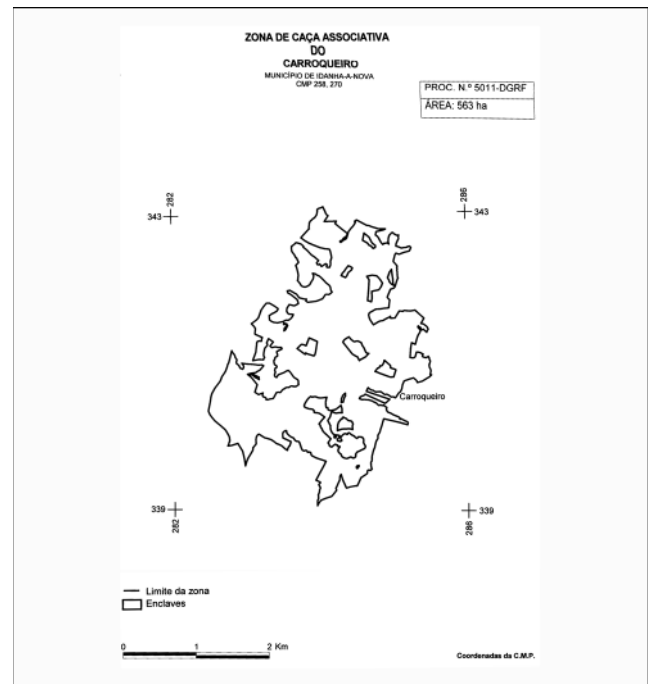 ZONA DE CAÇA ASSOCIATIVA
DO
CARROQUEIRO
MUNICÍPIO DE IDANHA-A-NOVA
CMP 258, 270
PROC. N.º 5011-DGRF
ÁREA: 563 ha
282
286
343
343
Carroqueiro
339
339
282
286
Limite da zona
Enclaves
0 1 2 Km
Coordenadas da C.M.P.